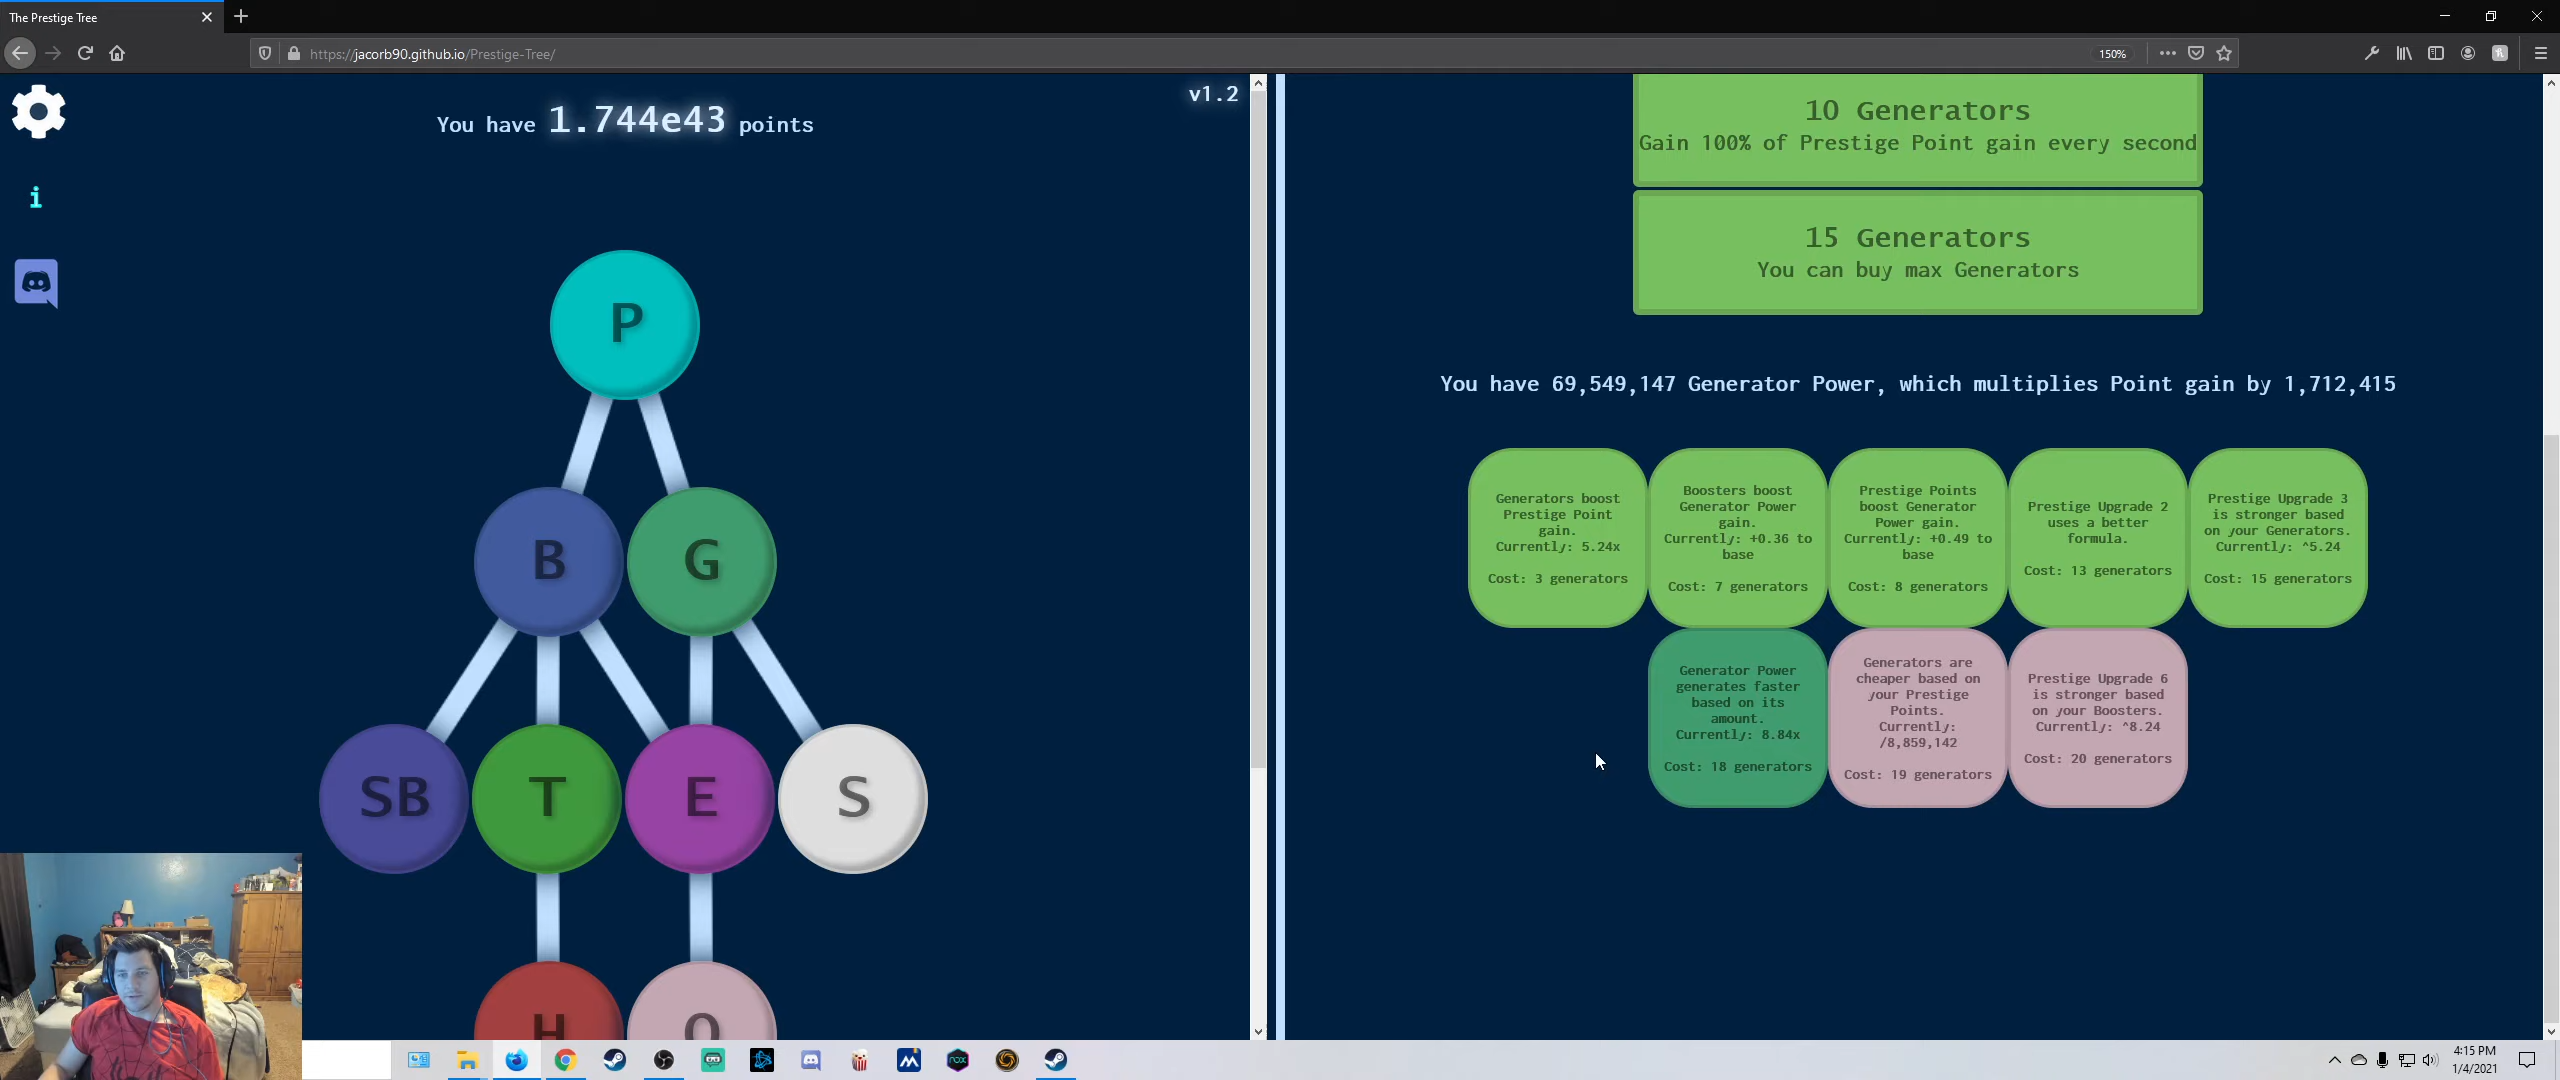 The Prestige Tree
https://jacorb90.github.io/Prestige-Tree/
150%
You have 1.744e43 points
v1.2
i
P
B
G
SB
T
E
S
H
Q
10 Generators
Gain 100% of Prestige Point gain every second
15 Generators
You can buy max Generators
You have 69,549,147 Generator Power, which multiplies Point gain by 1,712,415
Generators boost
Prestige Point
gain.
Currently: 5.24x
Cost: 3 generators
Boosters boost
Generator Power
gain.
Currently: +0.36 to
base
Cost: 7 generators
Prestige Points
boost Generator
Power gain.
Currently: +0.49 to
base
Cost: 8 generators
Prestige Upgrade 2
uses a better
formula.
Cost: 13 generators
Prestige Upgrade 3
is stronger based
on your Generators.
Currently: ^5.24
Cost: 15 generators
Generator Power
generates faster
based on its
amount.
Currently: 8.84x
Cost: 18 generators
Generators are
cheaper based on
your Prestige
Points.
Currently:
/8,859,142
Cost: 19 generators
Prestige Upgrade 6
is stronger based
on your Boosters.
Currently: ^8.24
Cost: 20 generators
nox
4:15 PM
1/4/2021